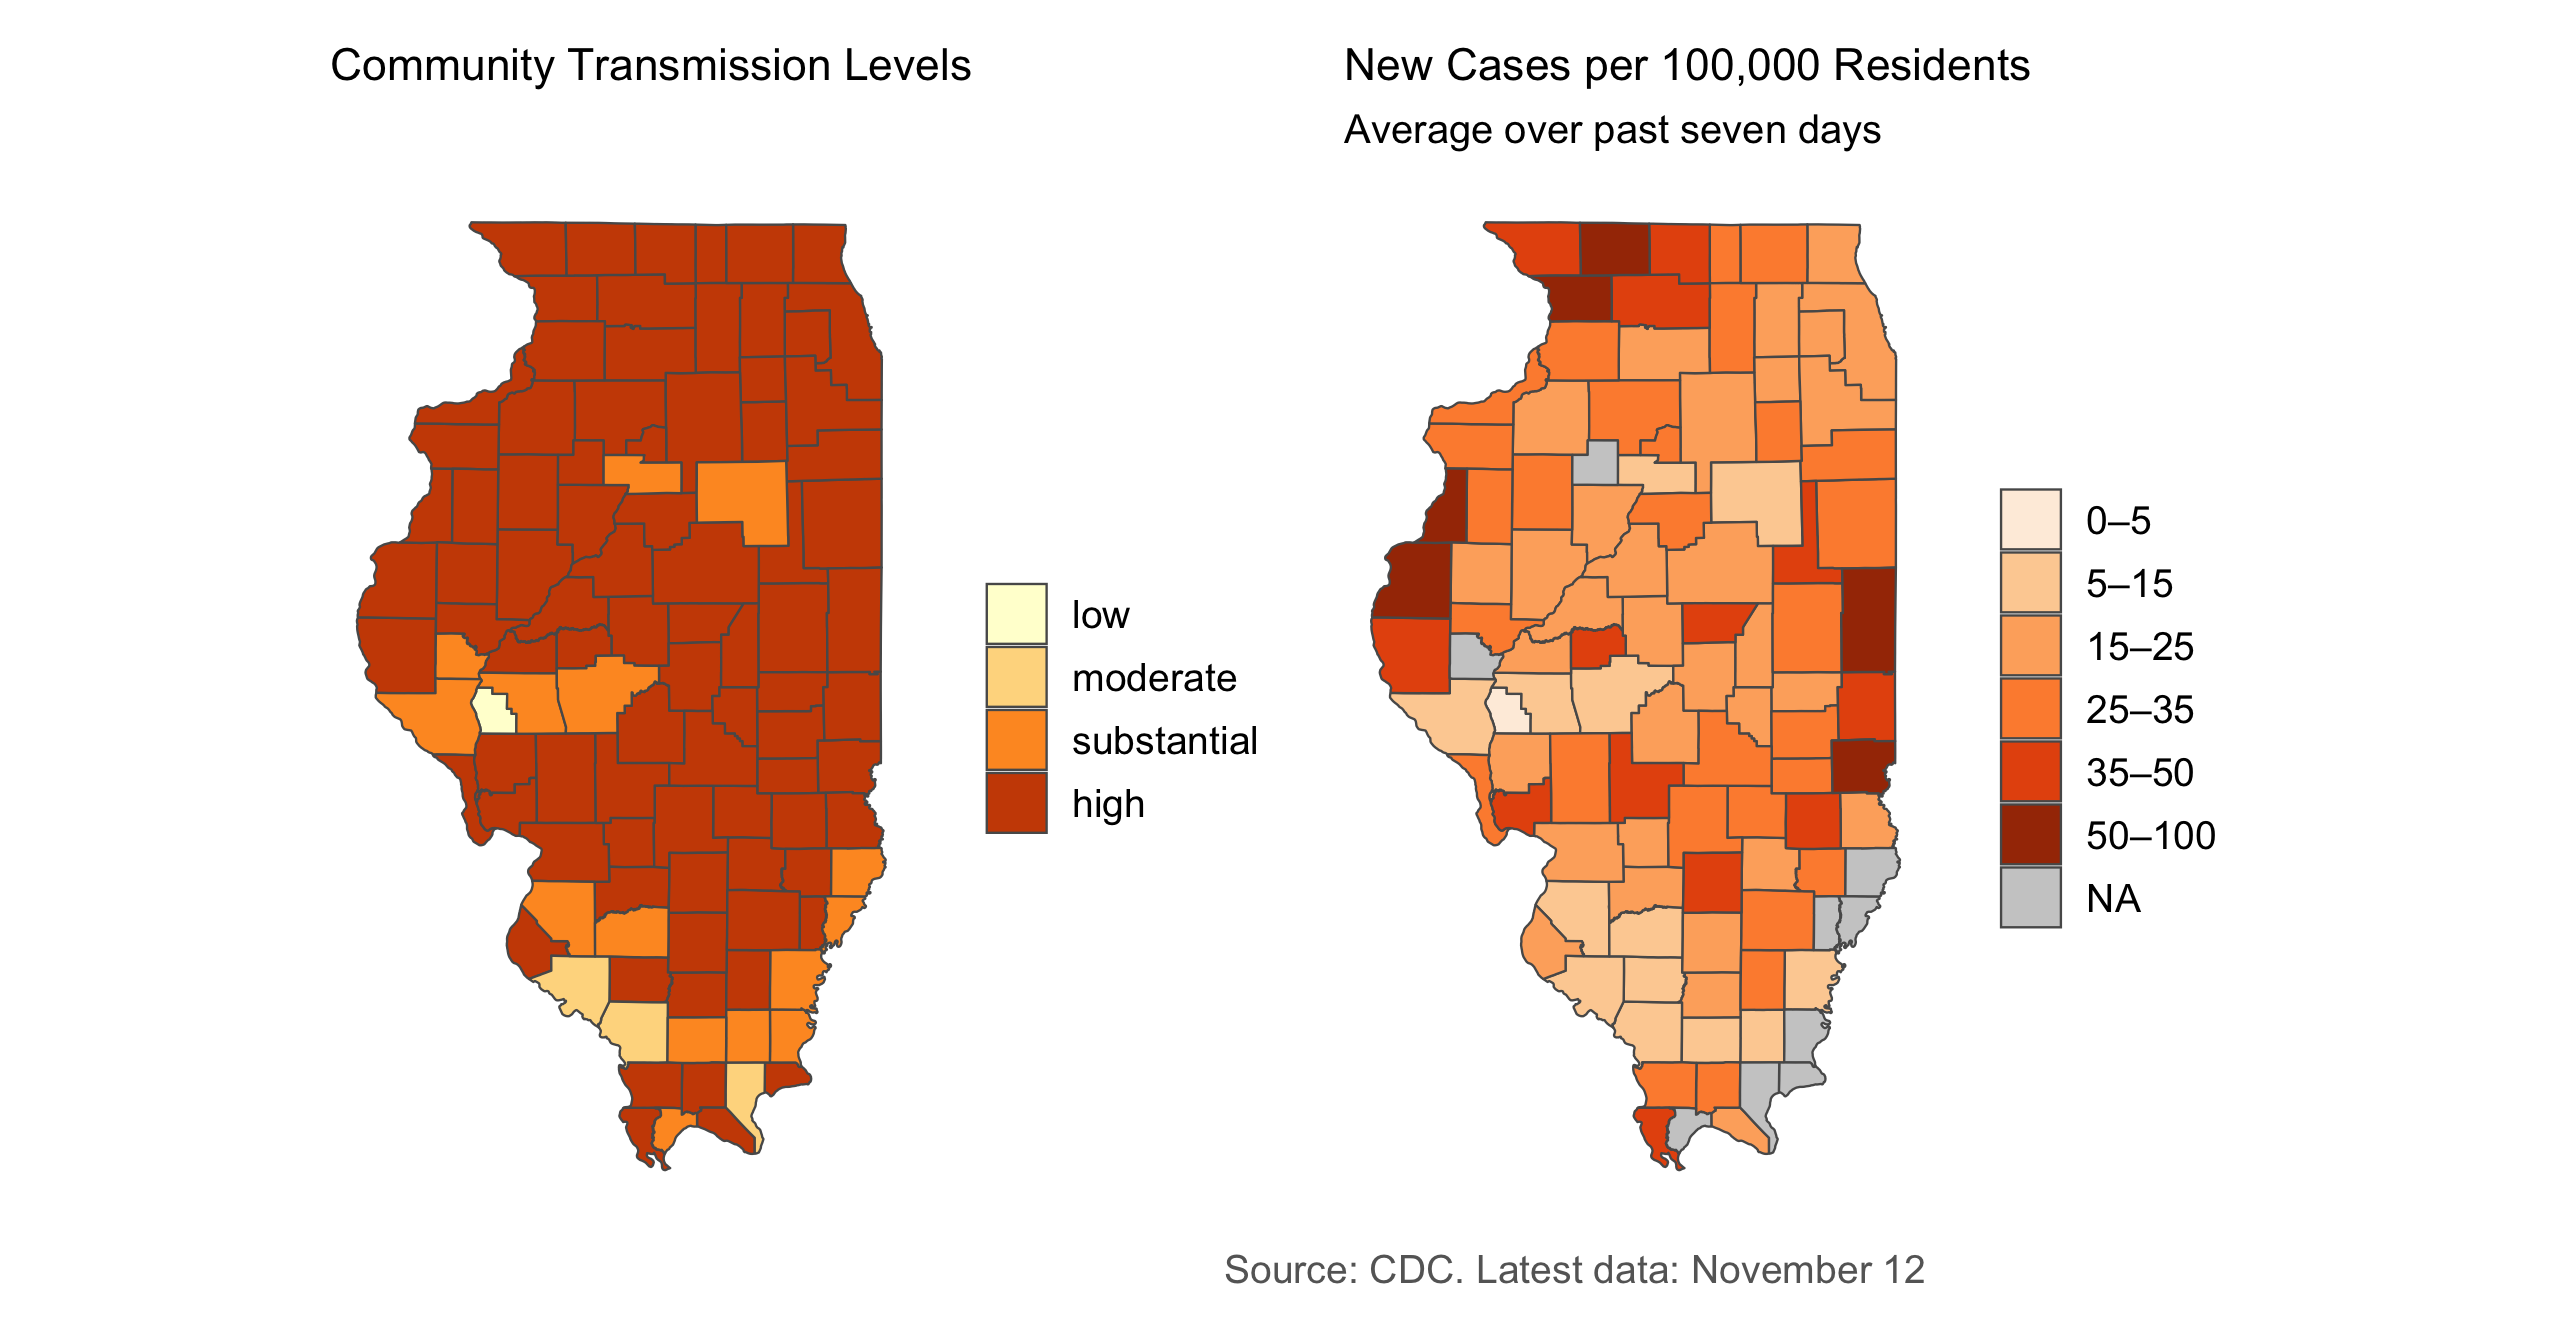 Community Transmission Levels
low
moderate
substantial
high
New Cases per 100,000 Residents
Average over past seven days
0–5
5–15
15–25
25–35
35–50
50–100
NA
Source: CDC. Latest data: November 12